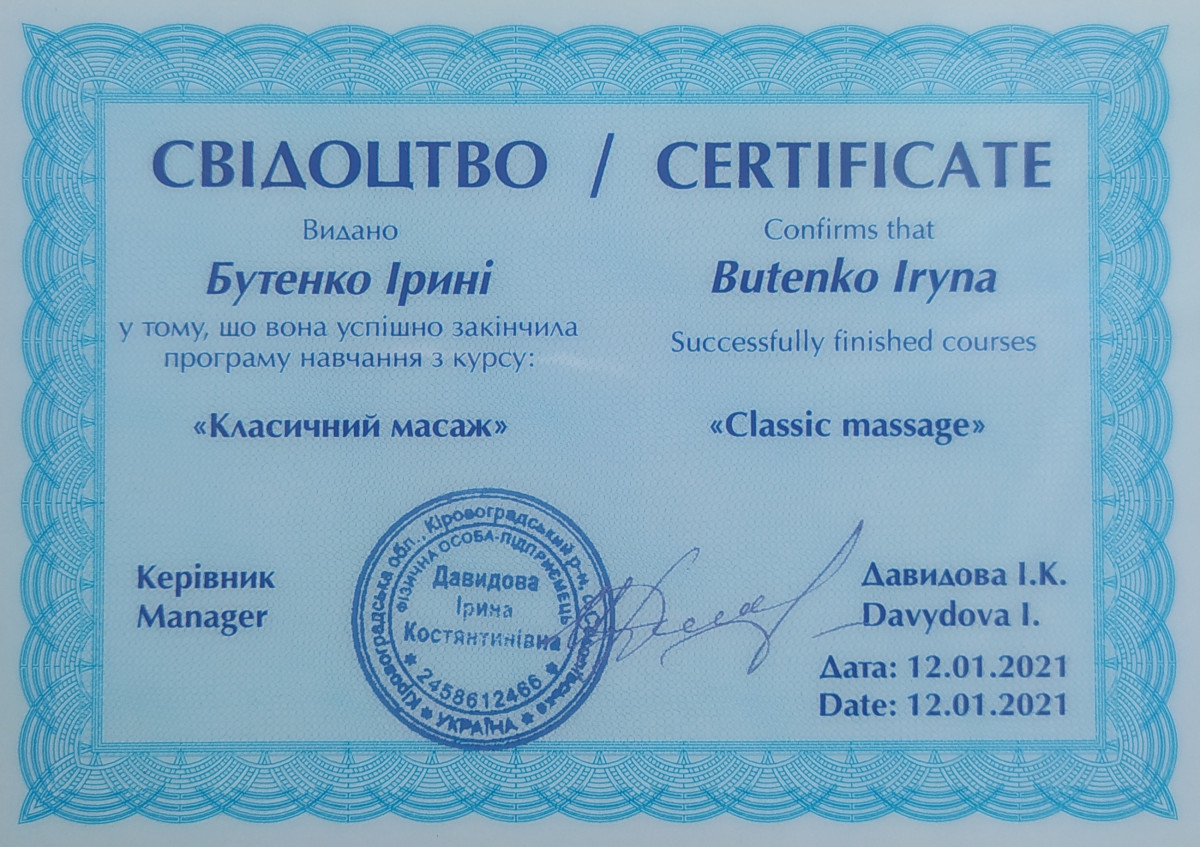 СВІДОЦТВО / CERTIFICATE
Видано
Бутенко Ірині
у тому, що вона успішно закінчила
програму навчання з курсу:
«Класичний масаж»
Confirms that
Butenko Iryna
Successfully finished courses
«Classic massage»
Керівник
Manager
Кіровоградська обл., Кіровоградський р-н,
УКРАЇНА
ФІЗИЧНА ОСОБА-ПІДПРИЄМЕЦЬ
Давидова
Ірина
Костянтинівна
2458612466
Давидова І.К.
Davydova I.
Дата: 12.01.2021
Date: 12.01.2021